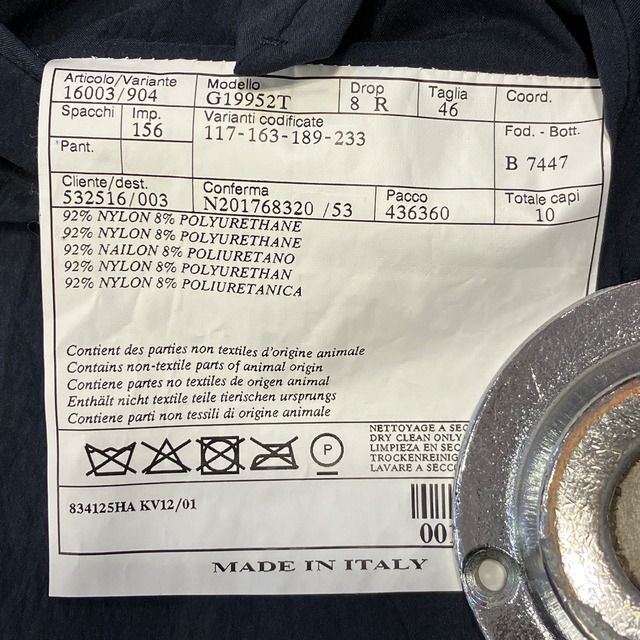 Articolo/Variante Modello Drop Taglia Coord.
16003/904 G19952T 8 R 46
Spacchi Imp. Varianti codificate Fod. - Bott.
156 117-163-189-233
Pant. B 7447
Cliente/dest. Conferma Pacco Totale capi
532516/003 N201768320 /53 436360 10
92% NYLON 8% POLYURETHANE
92% NYLON 8% POLYURETHANE
92% NAILON 8% POLIURETANO
92% NYLON 8% POLYURETHAN
92% NYLON 8% POLIURETANICA
Contient des parties non textiles d'origine animale
Contains non-textile parts of animal origin
Contiene partes no textiles de origen animal
Enthält nicht textile teile tierischen ursprungs
Contiene parti non tessili di origine animale
NETTOYAGE A SEC
DRY CLEAN ONLY
LIMPIEZA EN SECO
TROCKENREINIG
LAVARE A SECCO
P
834125HA KV12/01
001
MADE IN ITALY